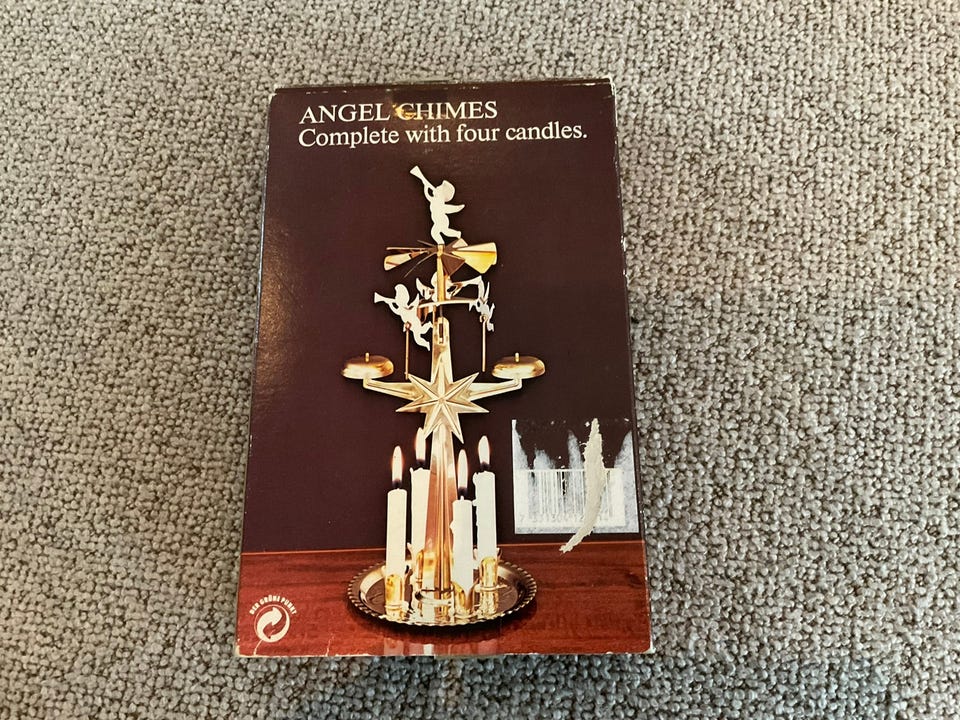 ANGEL CHIMES
Complete with four candles.
DER GRÜNE PUNKT